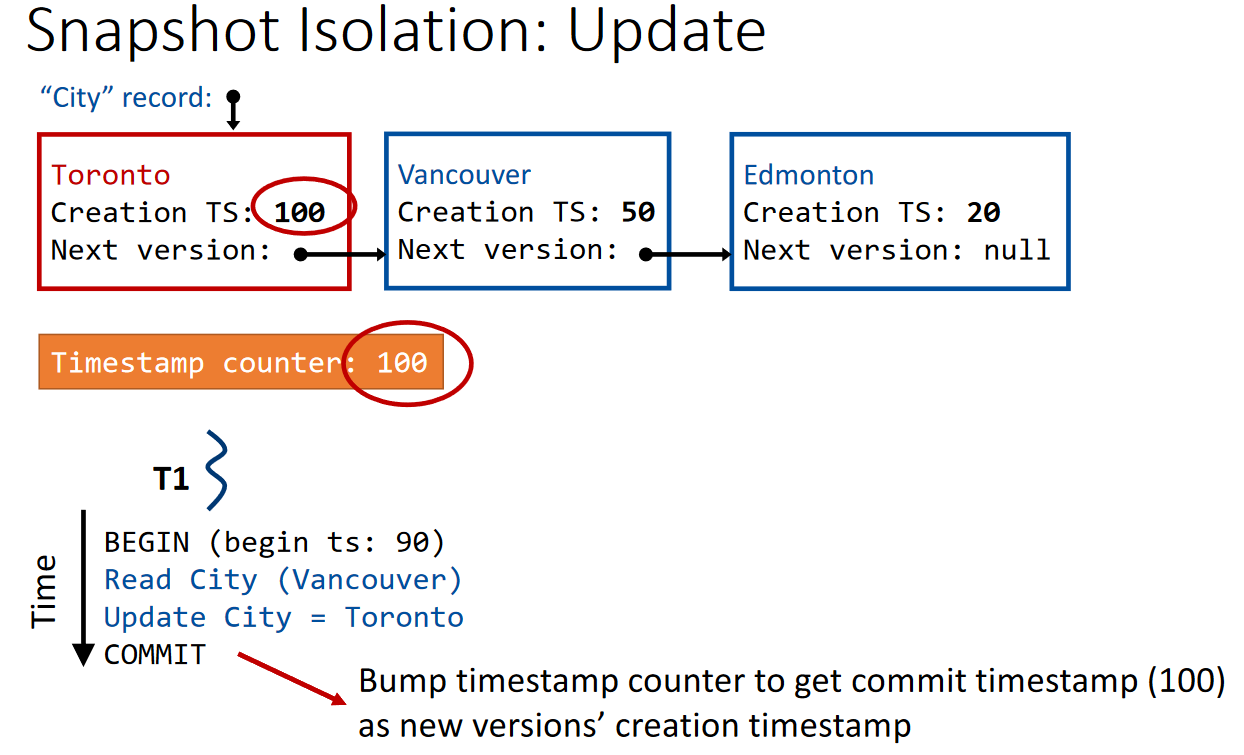 Snapshot Isolation: Update
“City” record:
Toronto
Creation TS: 100
Next version:
Vancouver
Creation TS: 50
Next version:
Edmonton
Creation TS: 20
Next version: null
Timestamp counter: 100
T1
Time
BEGIN (begin ts: 90)
Read City (Vancouver)
Update City = Toronto
COMMIT
Bump timestamp counter to get commit timestamp (100)
as new versions’ creation timestamp